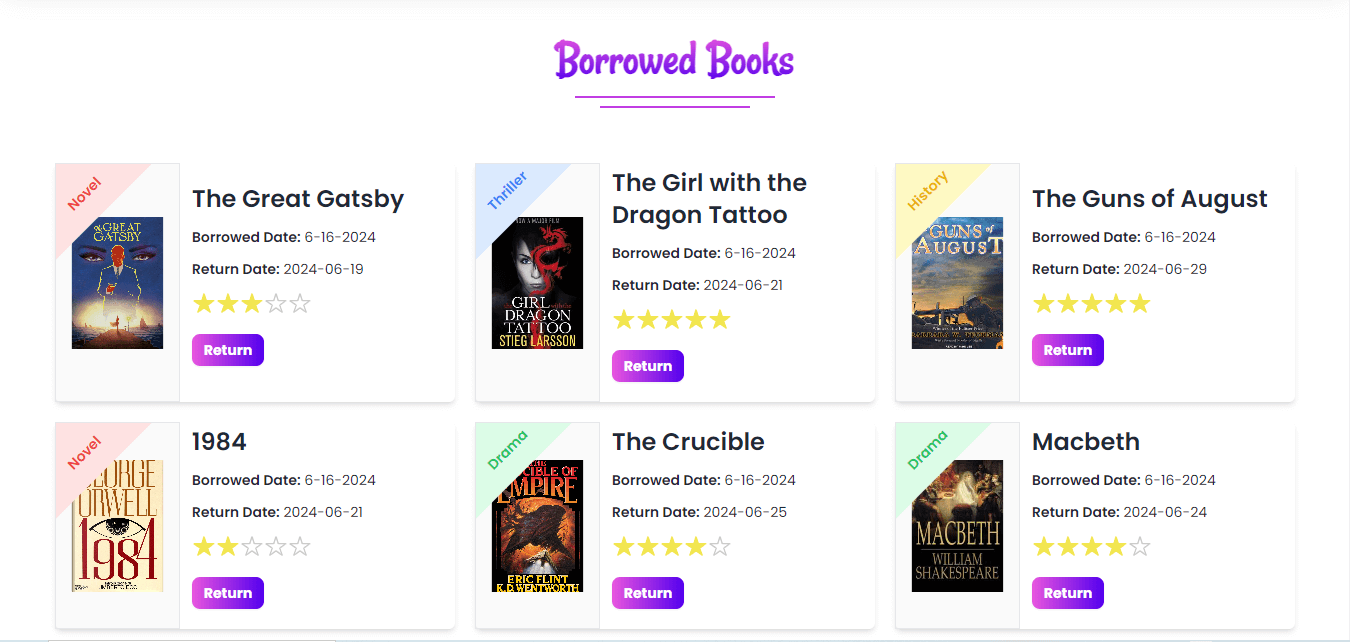 Borrowed Books
Novel
GREAT
GATSBY
The Great Gatsby
Borrowed Date: 6-16-2024
Return Date: 2024-06-19
Return
Thriller
NOW A MAJOR FILM
GIRL
DRAGON
TATTOO
STIEG LARSSON
The Girl with the
Dragon Tattoo
Borrowed Date: 6-16-2024
Return Date: 2024-06-21
Return
History
GUNS OF
AUGUST
The Guns of August
Borrowed Date: 6-16-2024
Return Date: 2024-06-29
Return
Novel
GEORGE
ORWELL
1984
1984
Borrowed Date: 6-16-2024
Return Date: 2024-06-21
Return
Drama
CRUCIBLE OF
EMPIRE
ERIC FLINT
K.D. WENTWORTH
The Crucible
Borrowed Date: 6-16-2024
Return Date: 2024-06-25
Return
Drama
MACBETH
WILLIAM
SHAKESPEARE
Macbeth
Borrowed Date: 6-16-2024
Return Date: 2024-06-24
Return